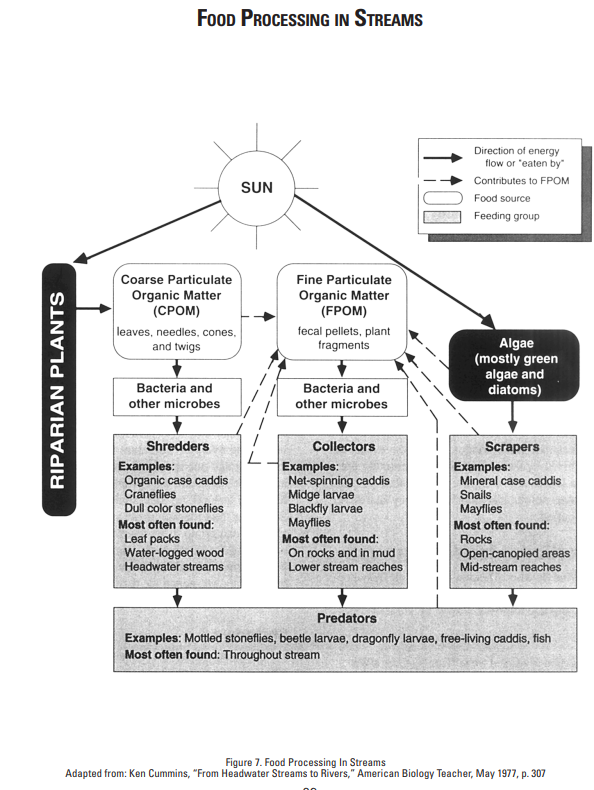 FOOD PROCESSING IN STREAMS
SUN
Direction of energy
flow or "eaten by"
Contributes to FPOM
Food source
Feeding group
RIPARIAN PLANTS
Coarse Particulate
Organic Matter
(CPOM)
leaves, needles, cones,
and twigs
Fine Particulate
Organic Matter
(FPOM)
fecal pellets, plant
fragments
Algae
(mostly green
algae and
diatoms)
Bacteria and
other microbes
Bacteria and
other microbes
Shredders
Examples:
Organic case caddis
Craneflies
Dull color stoneflies
Most often found:
Leaf packs
Water-logged wood
Headwater streams
Collectors
Examples:
Net-spinning caddis
Midge larvae
Blackfly larvae
Mayflies
Most often found:
On rocks and in mud
Lower stream reaches
Scrapers
Examples:
Mineral case caddis
Snails
Mayflies
Most often found:
Rocks
Open-canopied areas
Mid-stream reaches
Predators
Examples: Mottled stoneflies, beetle larvae, dragonfly larvae, free-living caddis, fish
Most often found: Throughout stream
Figure 7. Food Processing In Streams
Adapted from: Ken Cummins, "From Headwater Streams to Rivers," American Biology Teacher, May 1977, p. 307